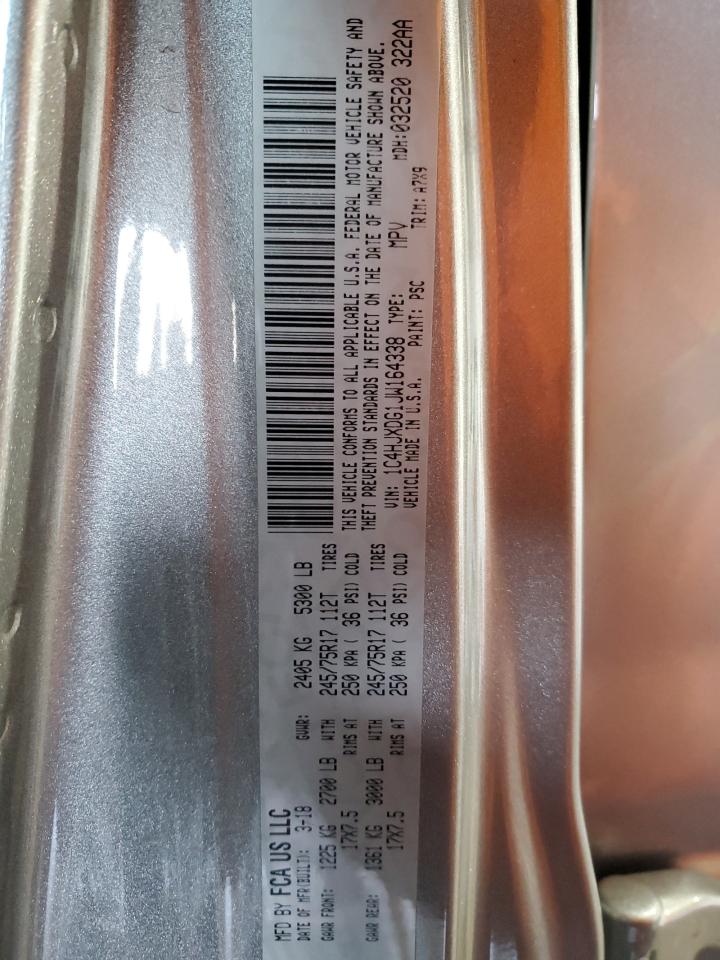 MFD BY FCA US LLC
DATE OF MFR(BUILT): 3-18 GVWR: 2405 KG 5300 LB
GAWR FRONT: 1225 KG 2700 LB WITH 245/75R17 112T TIRES
17X7.5 RIMS AT 250 KPA ( 36 PSI) COLD
GAWR REAR: 1361 KG 3000 LB WITH 245/75R17 112T TIRES
17X7.5 RIMS AT 250 KPA ( 36 PSI) COLD
THIS VEHICLE CONFORMS TO ALL APPLICABLE U.S.A. FEDERAL MOTOR VEHICLE SAFETY AND
THEFT PREVENTION STANDARDS IN EFFECT ON THE DATE OF MANUFACTURE SHOWN ABOVE.
VIN: 1C4HJXDG1JW164338 TYPE: MPV MDH:032520 322AA
VEHICLE MADE IN U.S.A. PAINT: PSC TRIM: A7X9